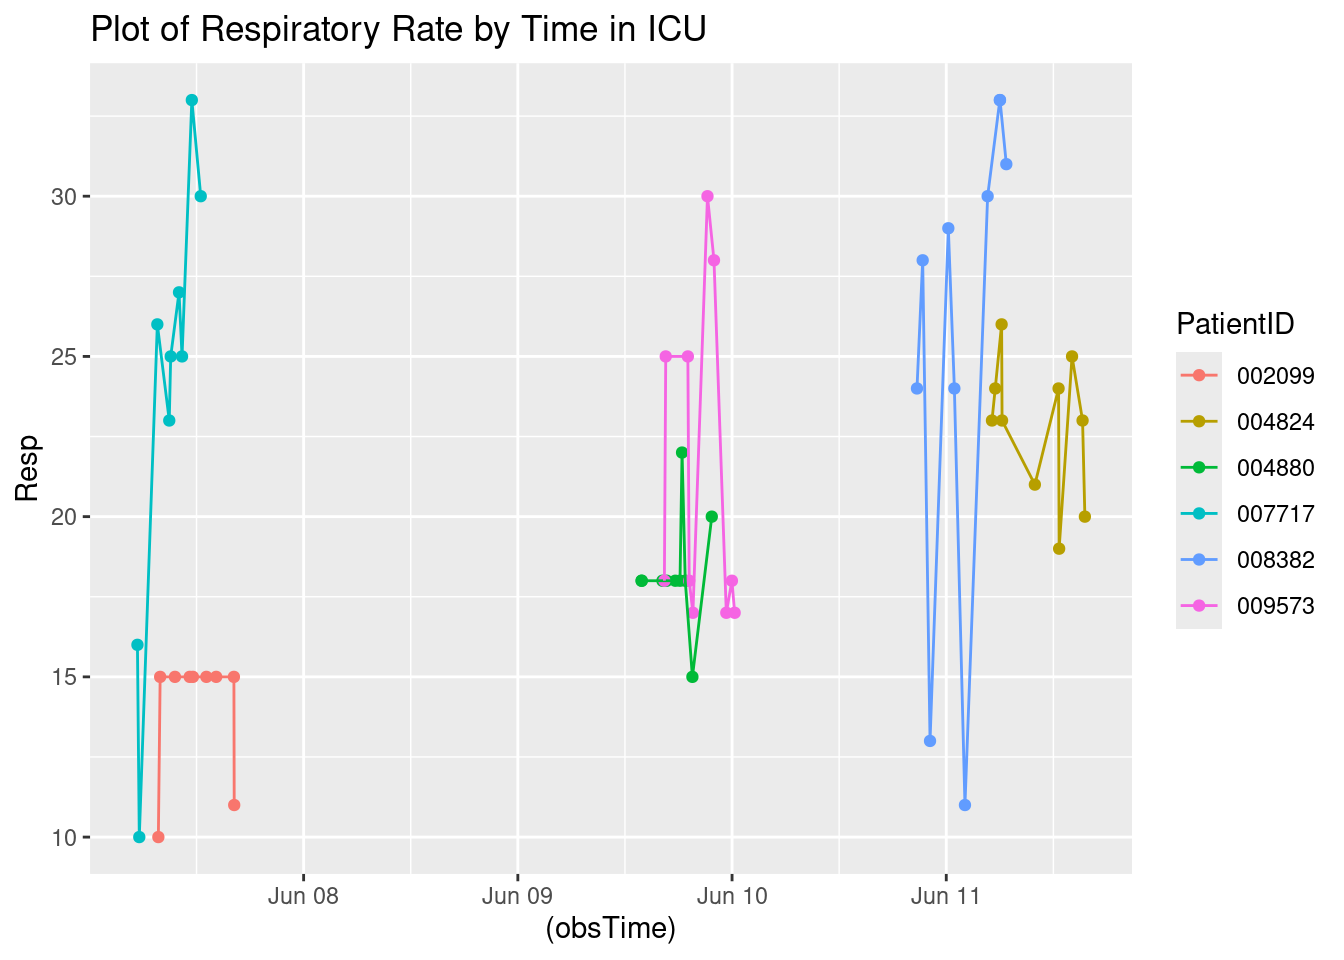 Plot of Respiratory Rate by Time in ICU
Resp
30
25
20
15
10
Jun 08
Jun 09
Jun 10
Jun 11
(obsTime)
PatientID
002099
004824
004880
007717
008382
009573